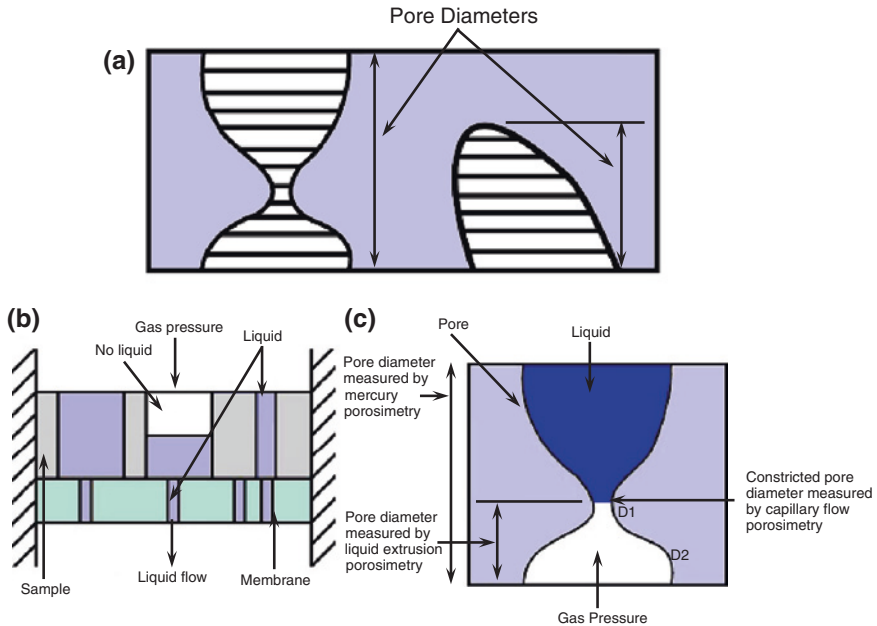 Pore Diameters
(a)
(b)
Gas pressure
No liquid
Liquid
Sample
Liquid flow
Membrane
(c)
Pore
Liquid
Pore diameter
measured by
mercury
porosimetry
Pore diameter
measured by
liquid extrusion
porosimetry
Constricted pore
diameter measured
by capillary flow
porosimetry
D1
D2
Gas Pressure